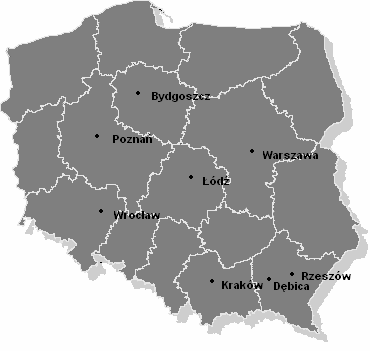 Bydgoszcz
Poznań
Warszawa
Łódź
Wrocław
Rzeszów
Kraków
Dębica